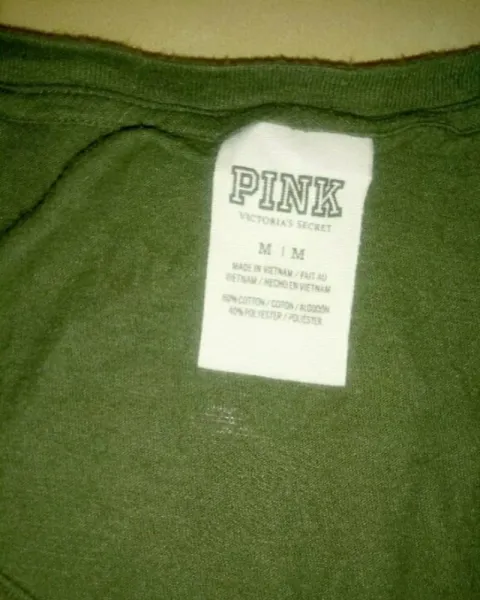 PINK
VICTORIA'S SECRET
M | M
MADE IN VIETNAM / FAIT AU
VIETNAM / HECHO EN VIETNAM
60% COTTON / COTON / ALGODÓN
40% POLYESTER / POLIÉSTER